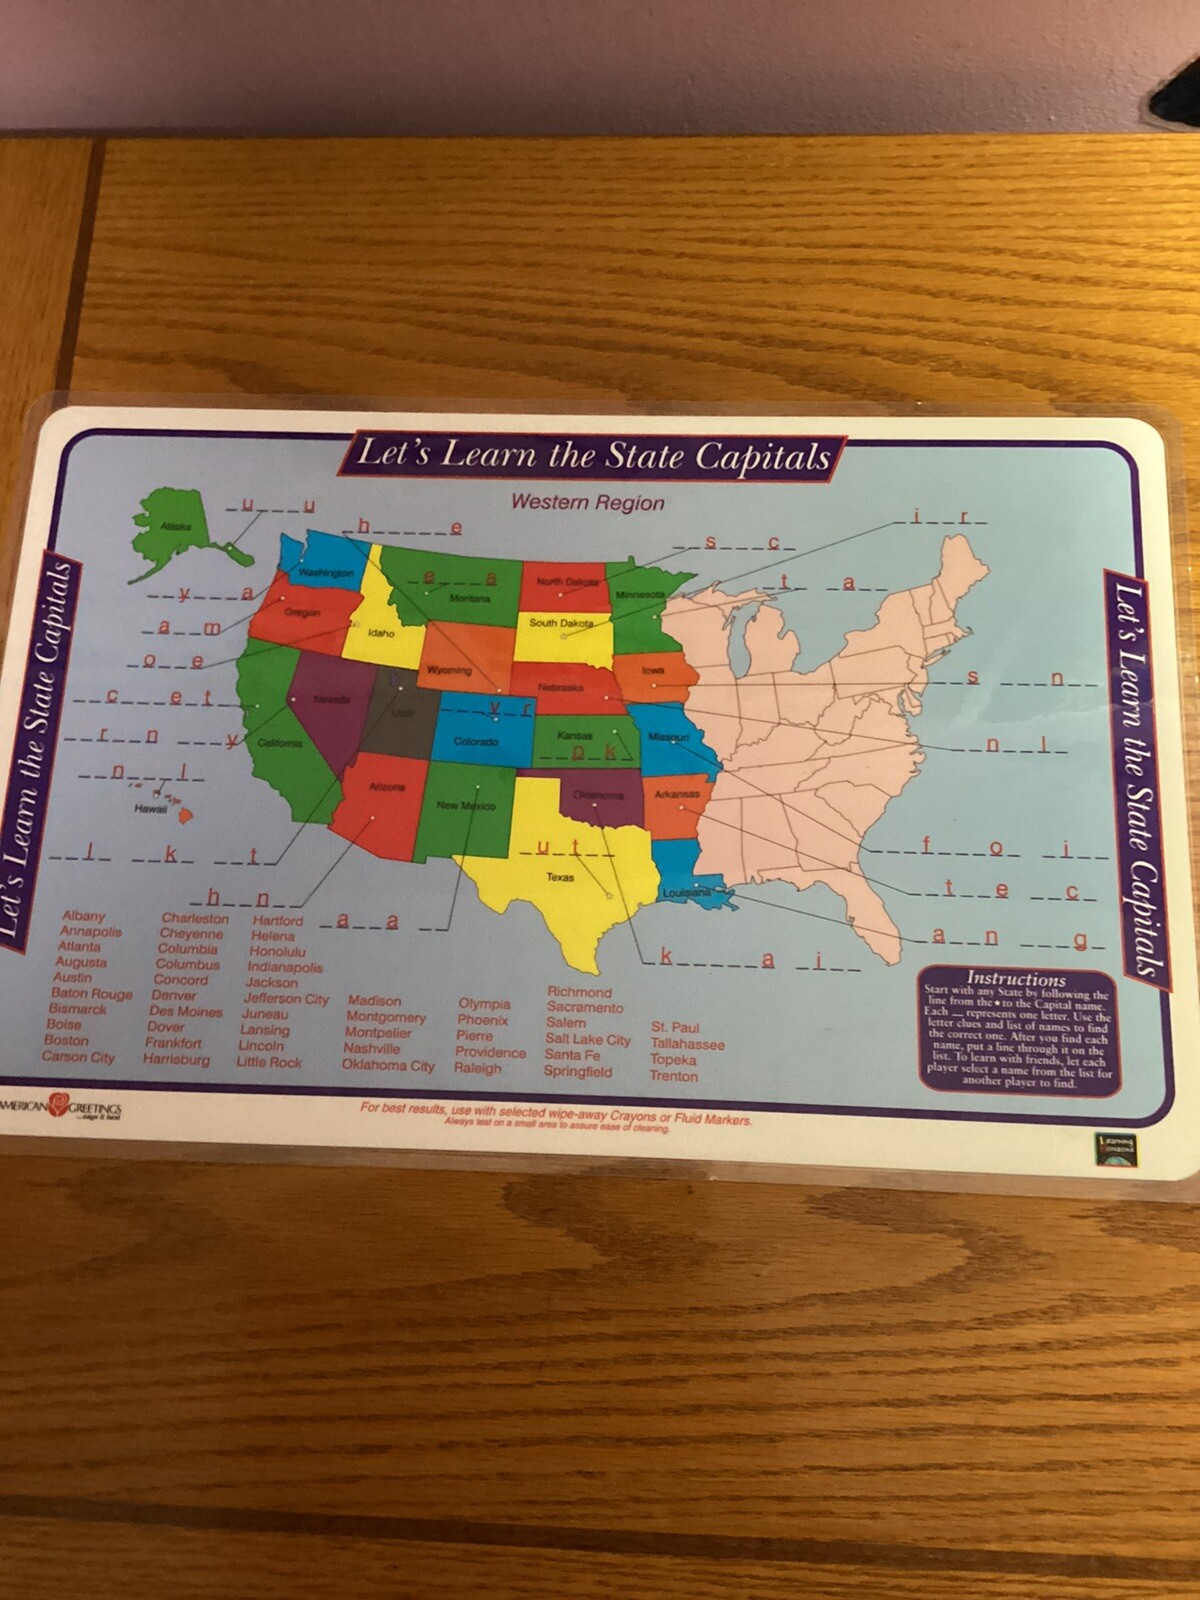 Let's Learn the State Capitals
Western Region
Let's Learn the State Capitals
Let's Learn the State Capitals
Alaska
_ u _ _ _ u
_ h _ _ _ _ _ e
_ i _ _ r _
_ _ s _ _ _ c _
_ t _ _ a _ _
Washington
_ e _ _ _ a
Montana
North Dakota
Minnesota
_ _ y _ _ _ a
Oregon
South Dakota
_ a _ _ m
Idaho
_ o _ _ e
Wyoming
Iowa
_ _ s _ _ _ n _ _
_ _ c _ _ _ e _ t _
Nevada
Utah
Nebraska
_ _ _ v _ r
_ _ r _ _ n _ _ _ y
California
Colorado
Kansas
_ _ p _ k _
Missouri
_ _ n _ _ l _
_ _ n _ _ _ l _
Hawaii
Arizona
New Mexico
Oklahoma
Arkansas
_ _ l _ _ _ k _ _ _ t _
_ u _ t _ _
Texas
_ _ _ f _ _ _ o _ _ i _ _
_ h _ _ n _ _
Louisiana
_ _ t _ _ e _ _ c _
_ a _ _ a _ _
_ a _ _ n _ _ _ g _
_ k _ _ _ _ _ a _ i _ _
Albany Charleston Hartford
Annapolis Cheyenne Helena
Atlanta Columbia Honolulu
Augusta Columbus Indianapolis
Austin Concord Jackson
Baton Rouge Denver Jefferson City Madison Olympia Richmond
Bismarck Des Moines Juneau Montgomery Phoenix Sacramento
Boise Dover Lansing Montpelier Pierre Salem St. Paul
Boston Frankfort Lincoln Nashville Providence Salt Lake City Tallahassee
Carson City Harrisburg Little Rock Oklahoma City Raleigh Santa Fe Topeka
Springfield Trenton
Instructions
Start with any State by following the
line from the ★ to the Capital name.
Each __ represents one letter. Use the
letter clues and list of names to find
the correct one. After you find each
name, put a line through it on the
list. To learn with friends, let each
player select a name from the list for
another player to find.
AMERICAN GREETINGS
For best results, use with selected wipe-away Crayons or Fluid Markers.
Always test on a small area to assure ease of cleaning.
Learning
Horizons